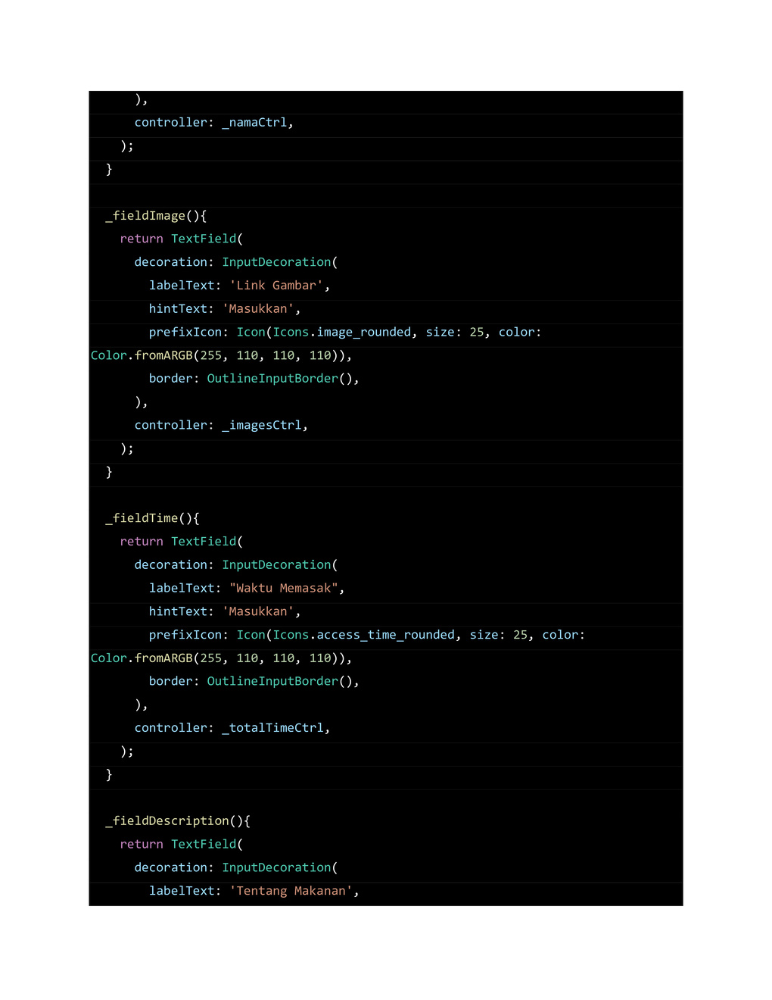 ),
      controller: _namaCtrl,
    );
  }

  _fieldImage(){
    return TextField(
      decoration: InputDecoration(
        labelText: 'Link Gambar',
        hintText: 'Masukkan',
        prefixIcon: Icon(Icons.image_rounded, size: 25, color:
Color.fromARGB(255, 110, 110, 110)),
        border: OutlineInputBorder(),
      ),
      controller: _imagesCtrl,
    );
  }

  _fieldTime(){
    return TextField(
      decoration: InputDecoration(
        labelText: "Waktu Memasak",
        hintText: 'Masukkan',
        prefixIcon: Icon(Icons.access_time_rounded, size: 25, color:
Color.fromARGB(255, 110, 110, 110)),
        border: OutlineInputBorder(),
      ),
      controller: _totalTimeCtrl,
    );
  }

  _fieldDescription(){
    return TextField(
      decoration: InputDecoration(
        labelText: 'Tentang Makanan',